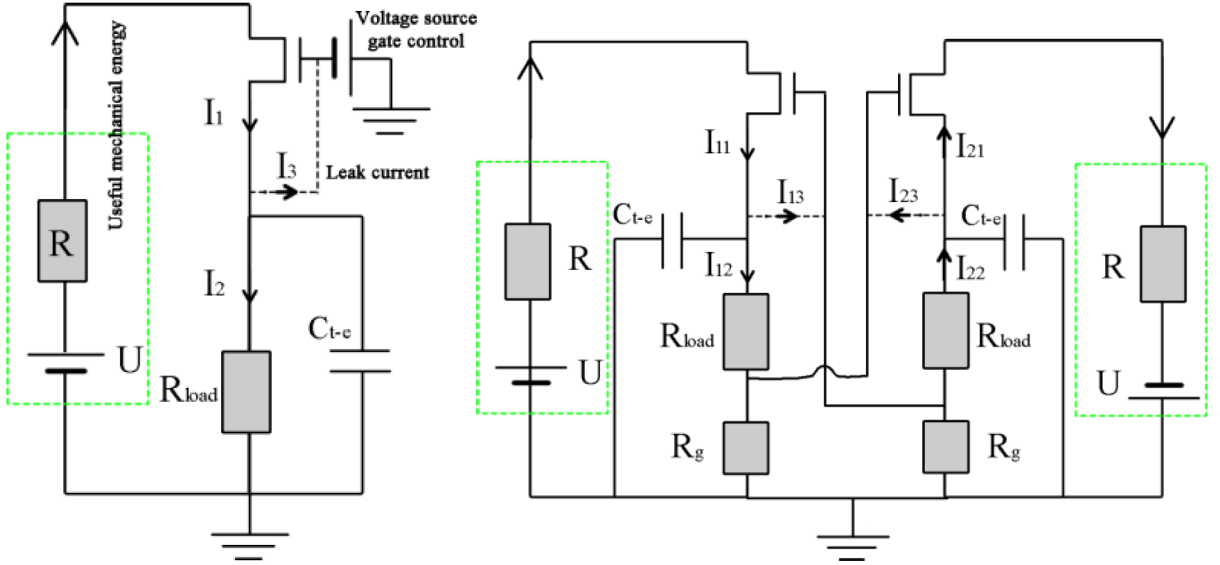 Voltage source
gate control
Useful mechanical energy
I1
I3
Leak current
R
I2
Ct-e
U
Rload
I11
I21
I13
I23
Ct-e
Ct-e
R
I12
I22
R
Rload
Rload
U
U
Rg
Rg